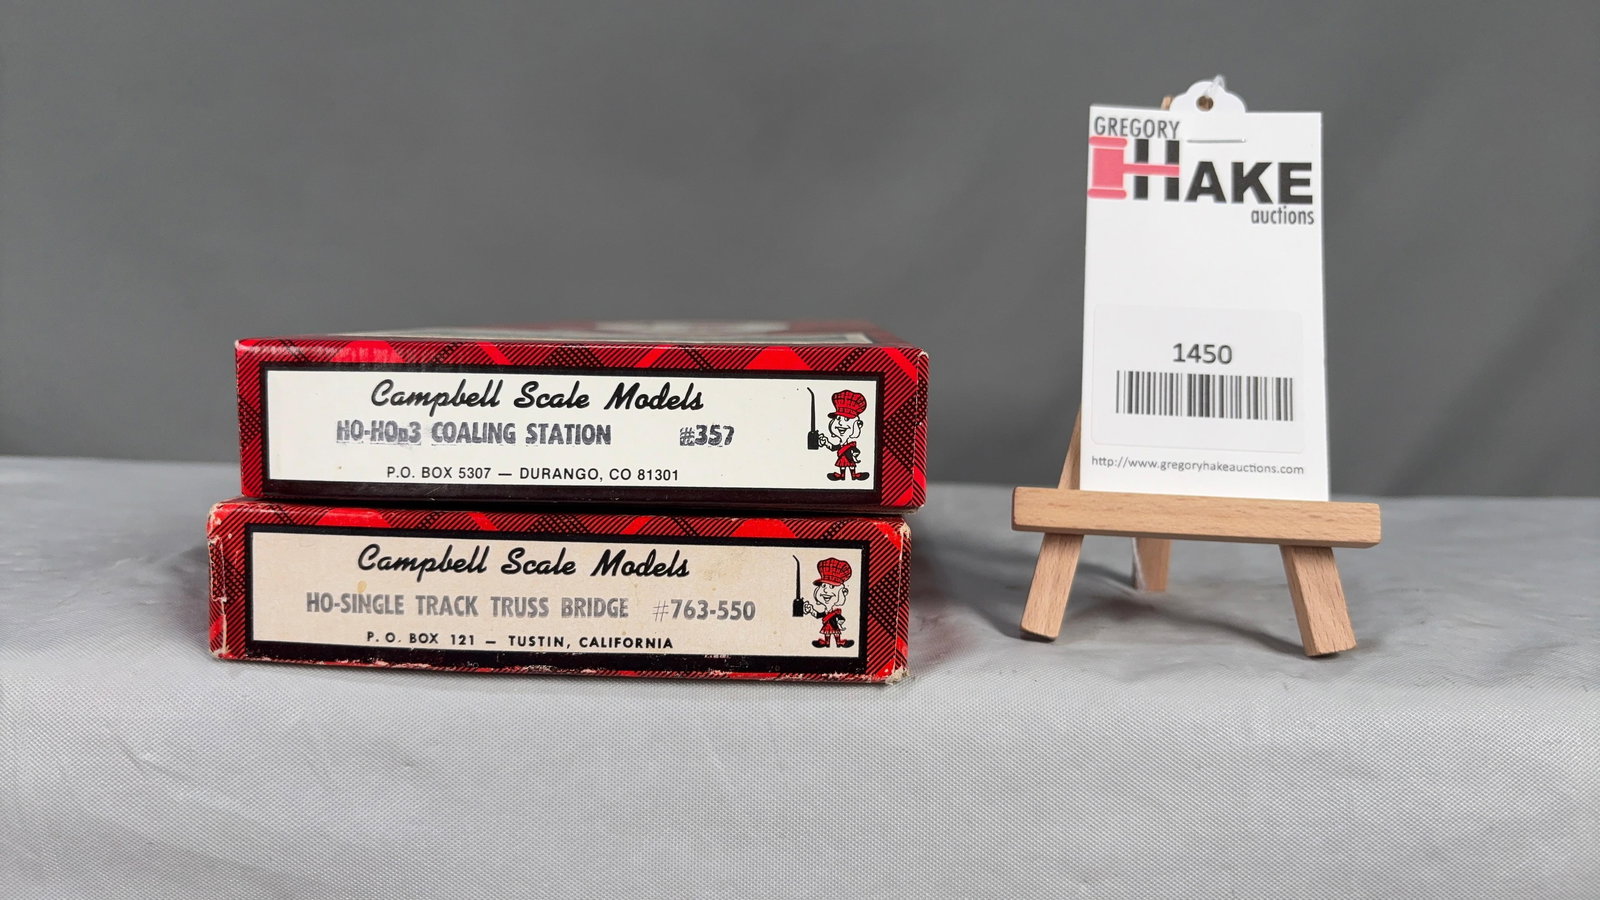 Campbell Scale Models
HO-HOn3 COALING STATION #357
P.O. BOX 5307 — DURANGO, CO 81301
Campbell Scale Models
HO-SINGLE TRACK TRUSS BRIDGE #763-550
P.O. BOX 121 — TUSTIN, CALIFORNIA
GREGORY
HAKE
auctions
1450
http://www.gregoryhakeauctions.com